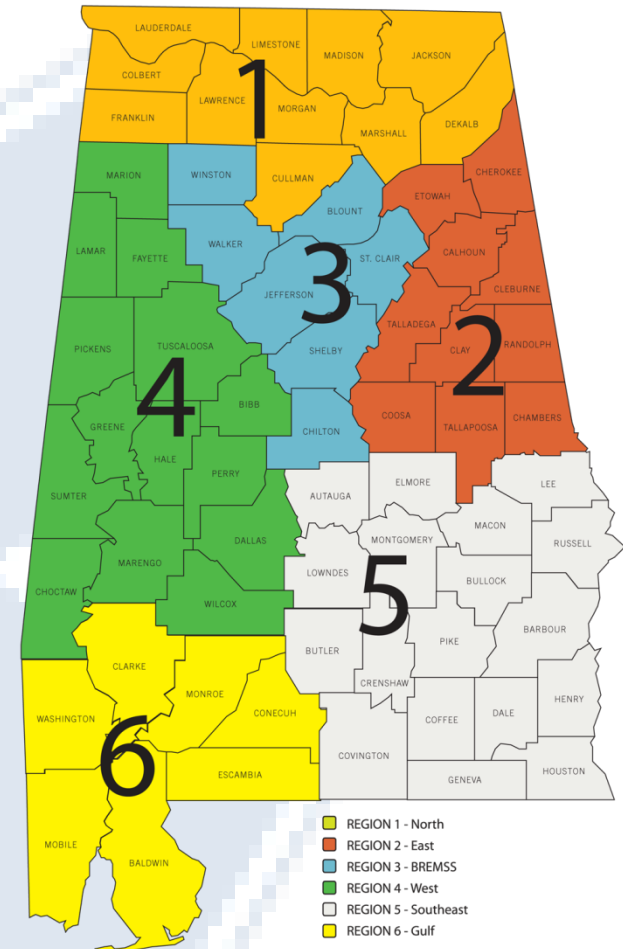 LAUDERDALE
LIMESTONE
MADISON
JACKSON
COLBERT
LAWRENCE
1
MORGAN
FRANKLIN
MARSHALL
DEKALB
MARION
WINSTON
CULLMAN
CHEROKEE
ETOWAH
BLOUNT
LAMAR
FAYETTE
WALKER
3
ST. CLAIR
CALHOUN
JEFFERSON
CLEBURNE
PICKENS
TUSCALOOSA
SHELBY
TALLADEGA
CLAY
2
RANDOLPH
4
BIBB
GREENE
HALE
PERRY
CHILTON
COOSA
TALLAPOOSA
CHAMBERS
SUMTER
AUTAUGA
ELMORE
LEE
MACON
DALLAS
MONTGOMERY
RUSSELL
MARENGO
LOWNDES
5
BULLOCK
CHOCTAW
WILCOX
BARBOUR
BUTLER
PIKE
CLARKE
CRENSHAW
MONROE
HENRY
WASHINGTON
CONECUH
COFFEE
DALE
6
COVINGTON
ESCAMBIA
GENEVA
HOUSTON
MOBILE
BALDWIN
REGION 1 - North
REGION 2 - East
REGION 3 - BREMSS
REGION 4 - West
REGION 5 - Southeast
REGION 6 - Gulf